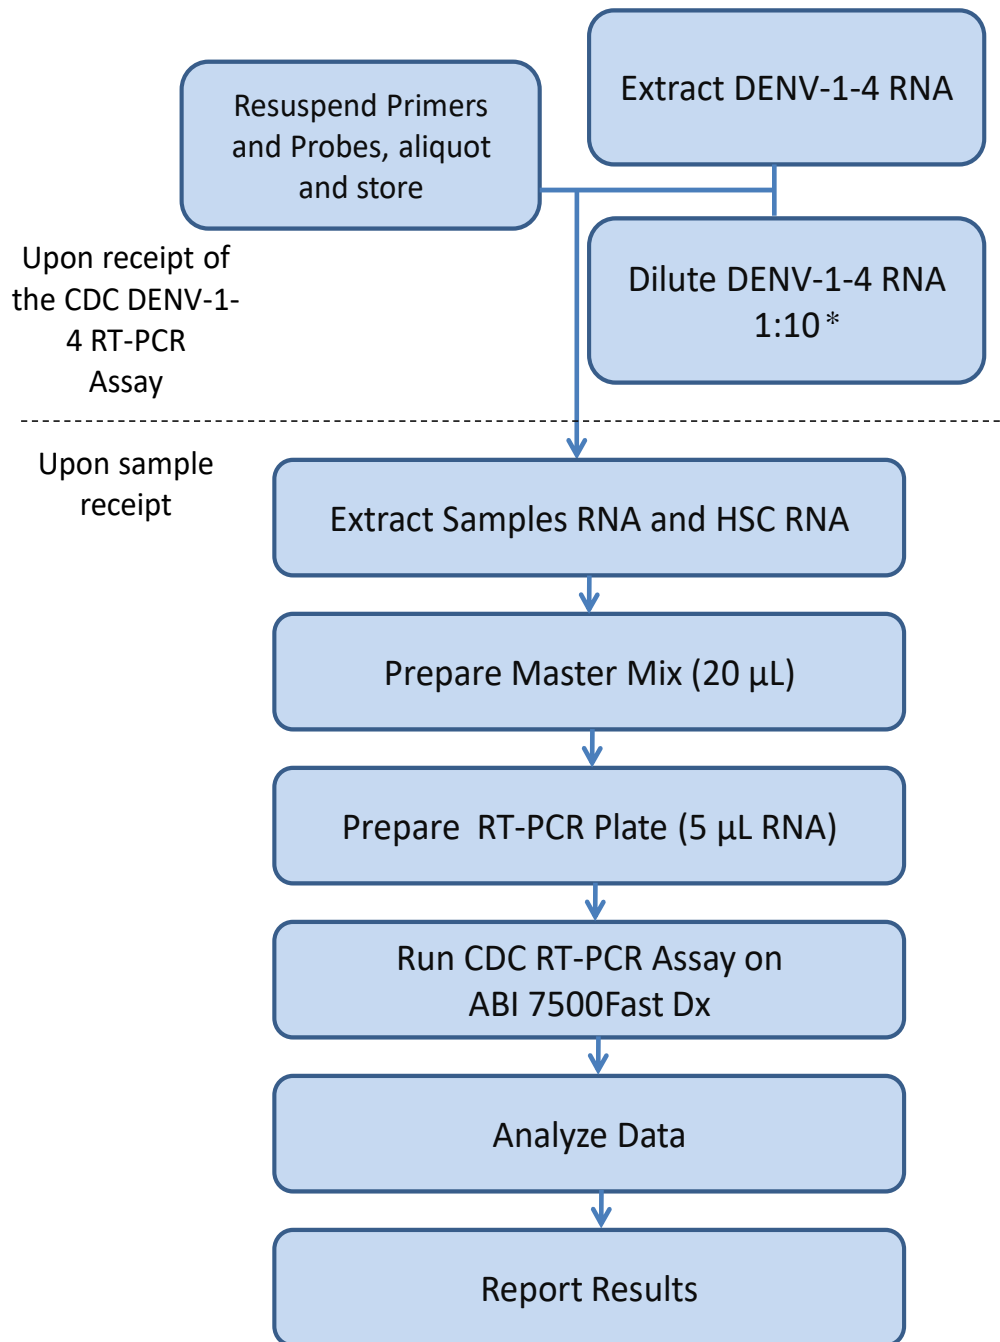 Extract DENV-1-4 RNA
Resuspend Primers
and Probes, aliquot
and store
Dilute DENV-1-4 RNA
1:10 *
Upon receipt of
the CDC DENV-1-
4 RT-PCR
Assay
Upon sample
receipt
Extract Samples RNA and HSC RNA
Prepare Master Mix (20 µL)
Prepare RT-PCR Plate (5 µL RNA)
Run CDC RT-PCR Assay on
ABI 7500Fast Dx
Analyze Data
Report Results